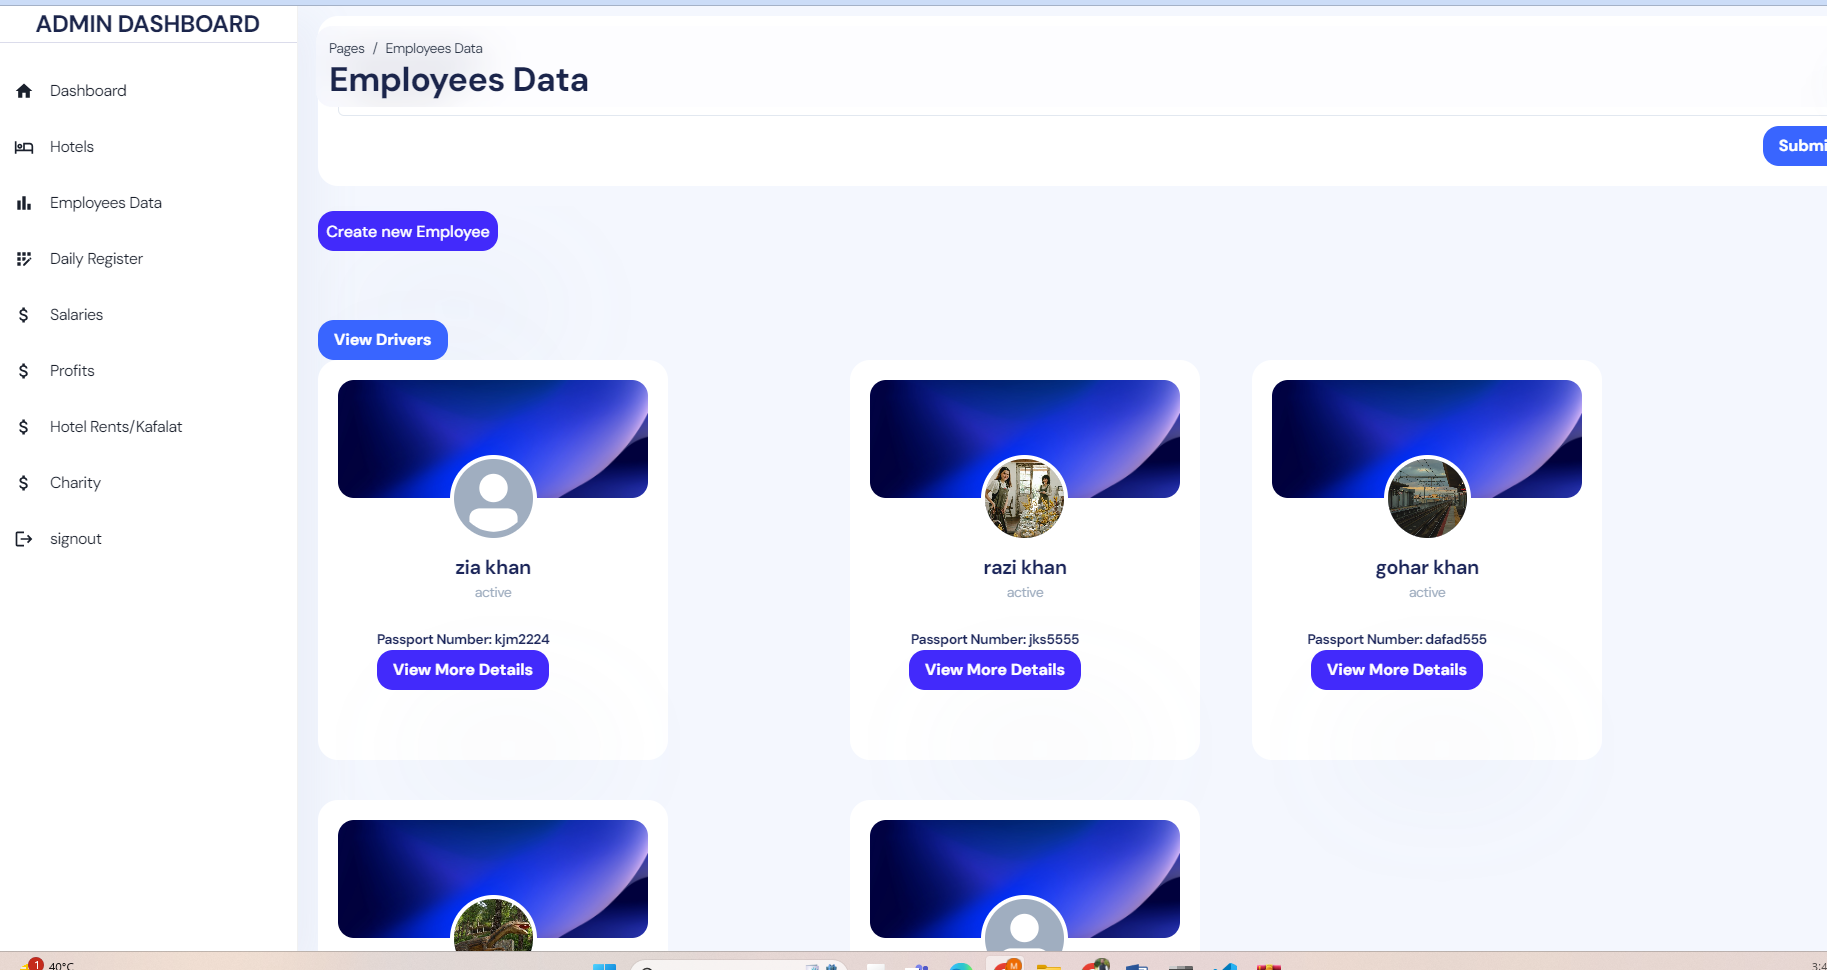 ADMIN DASHBOARD
Dashboard
Hotels
Employees Data
Daily Register
Salaries
Profits
Hotel Rents/Kafalat
Charity
signout
Pages / Employees Data
Employees Data
Submi
Create new Employee
View Drivers
zia khan
active
Passport Number: kjm2224
View More Details
razi khan
active
Passport Number: jks5555
View More Details
gohar khan
active
Passport Number: dafad555
View More Details
1
40°C
3:4